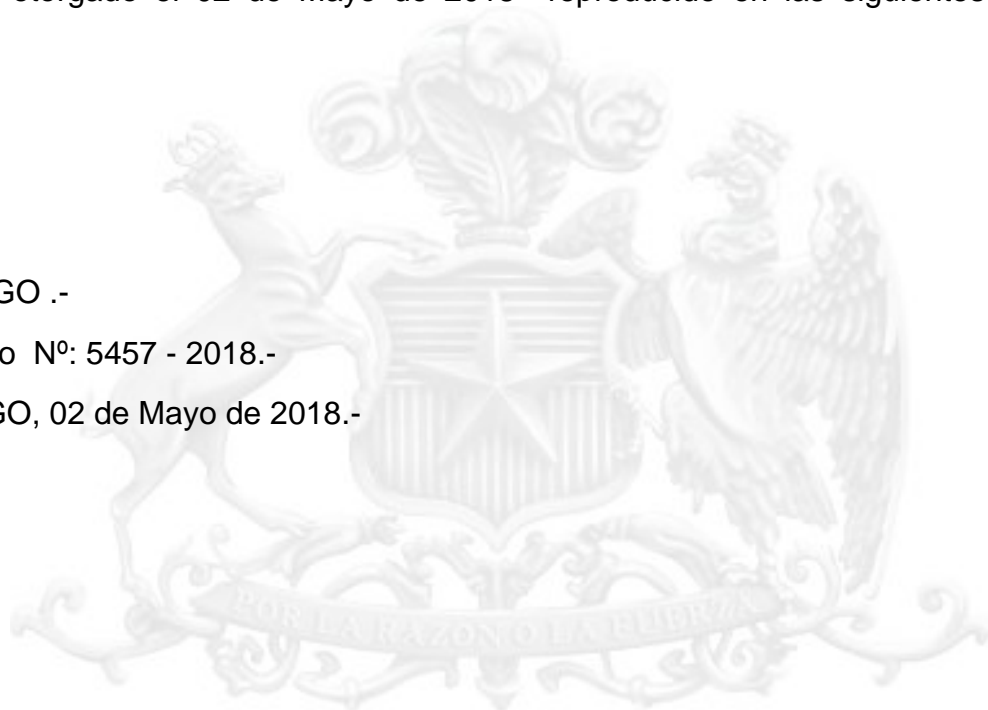 otorgado el 02 de Mayo de 2018 reproducido en las siguientes
GO .-
o Nº: 5457 - 2018.-
GO, 02 de Mayo de 2018.-
POR LA RAZON O LA FUERZA